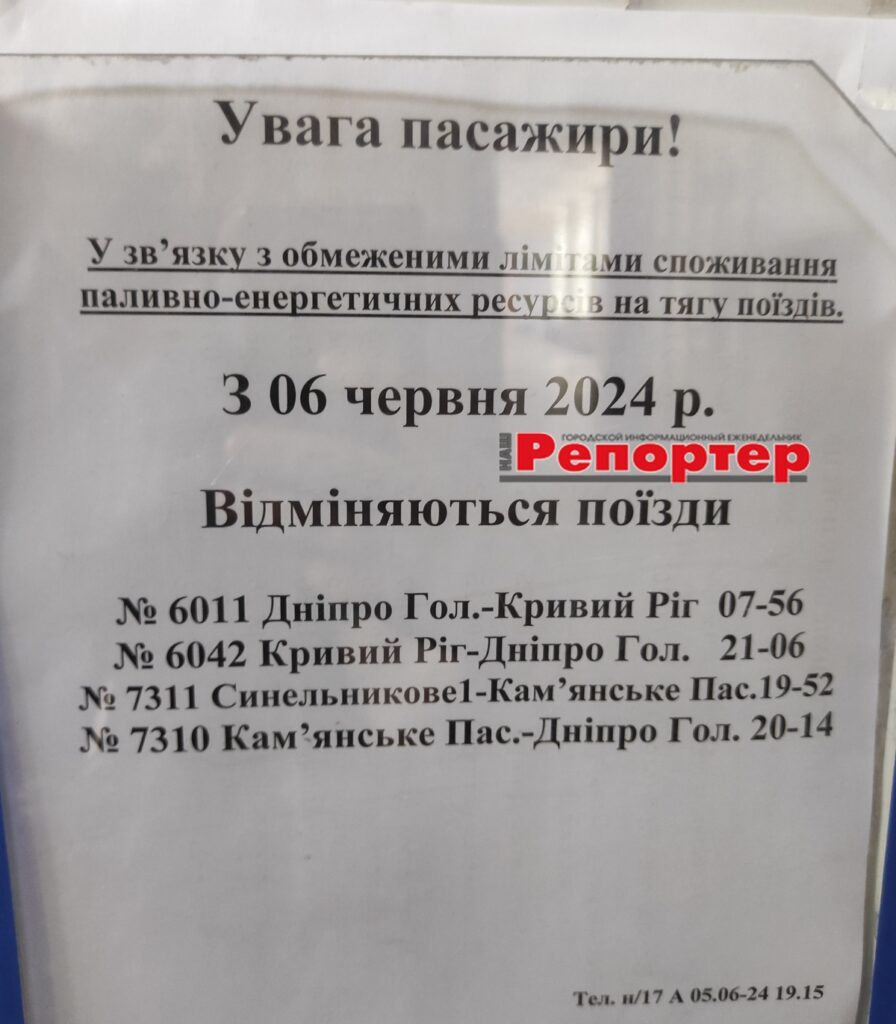 Увага пасажири!
У зв’язку з обмеженими лімітами споживання
паливно-енергетичних ресурсів на тягу поїздів.
З 06 червня 2024 р.
ГОРОДСКОЙ ИНФОРМАЦИОННЫЙ ЕЖЕНЕДЕЛЬНИК
НАШ Репортер
Відміняються поїзди
№ 6011 Дніпро Гол.-Кривий Ріг 07-56
№ 6042 Кривий Ріг-Дніпро Гол. 21-06
№ 7311 Синельникове1-Кам’янське Пас.19-52
№ 7310 Кам’янське Пас.-Дніпро Гол. 20-14
Тел. н/17 А 05.06-24 19.15